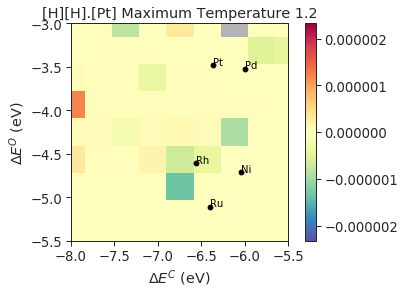 [H][H].[Pt] Maximum Temperature 1.2
−3.0
−3.5
−4.0
−4.5
−5.0
−5.5
ΔE^O (eV)
Pt
Pd
Rh
Ni
Ru
−8.0 −7.5 −7.0 −6.5 −6.0 −5.5
ΔE^C (eV)
0.000002
0.000001
0.000000
−0.000001
−0.000002